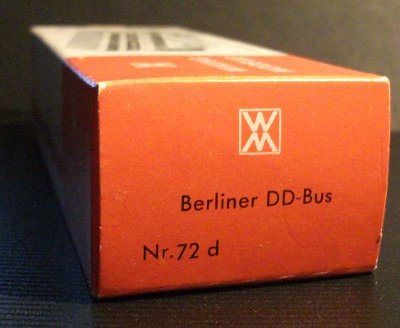 WM
Berliner DD-Bus
Nr. 72 d